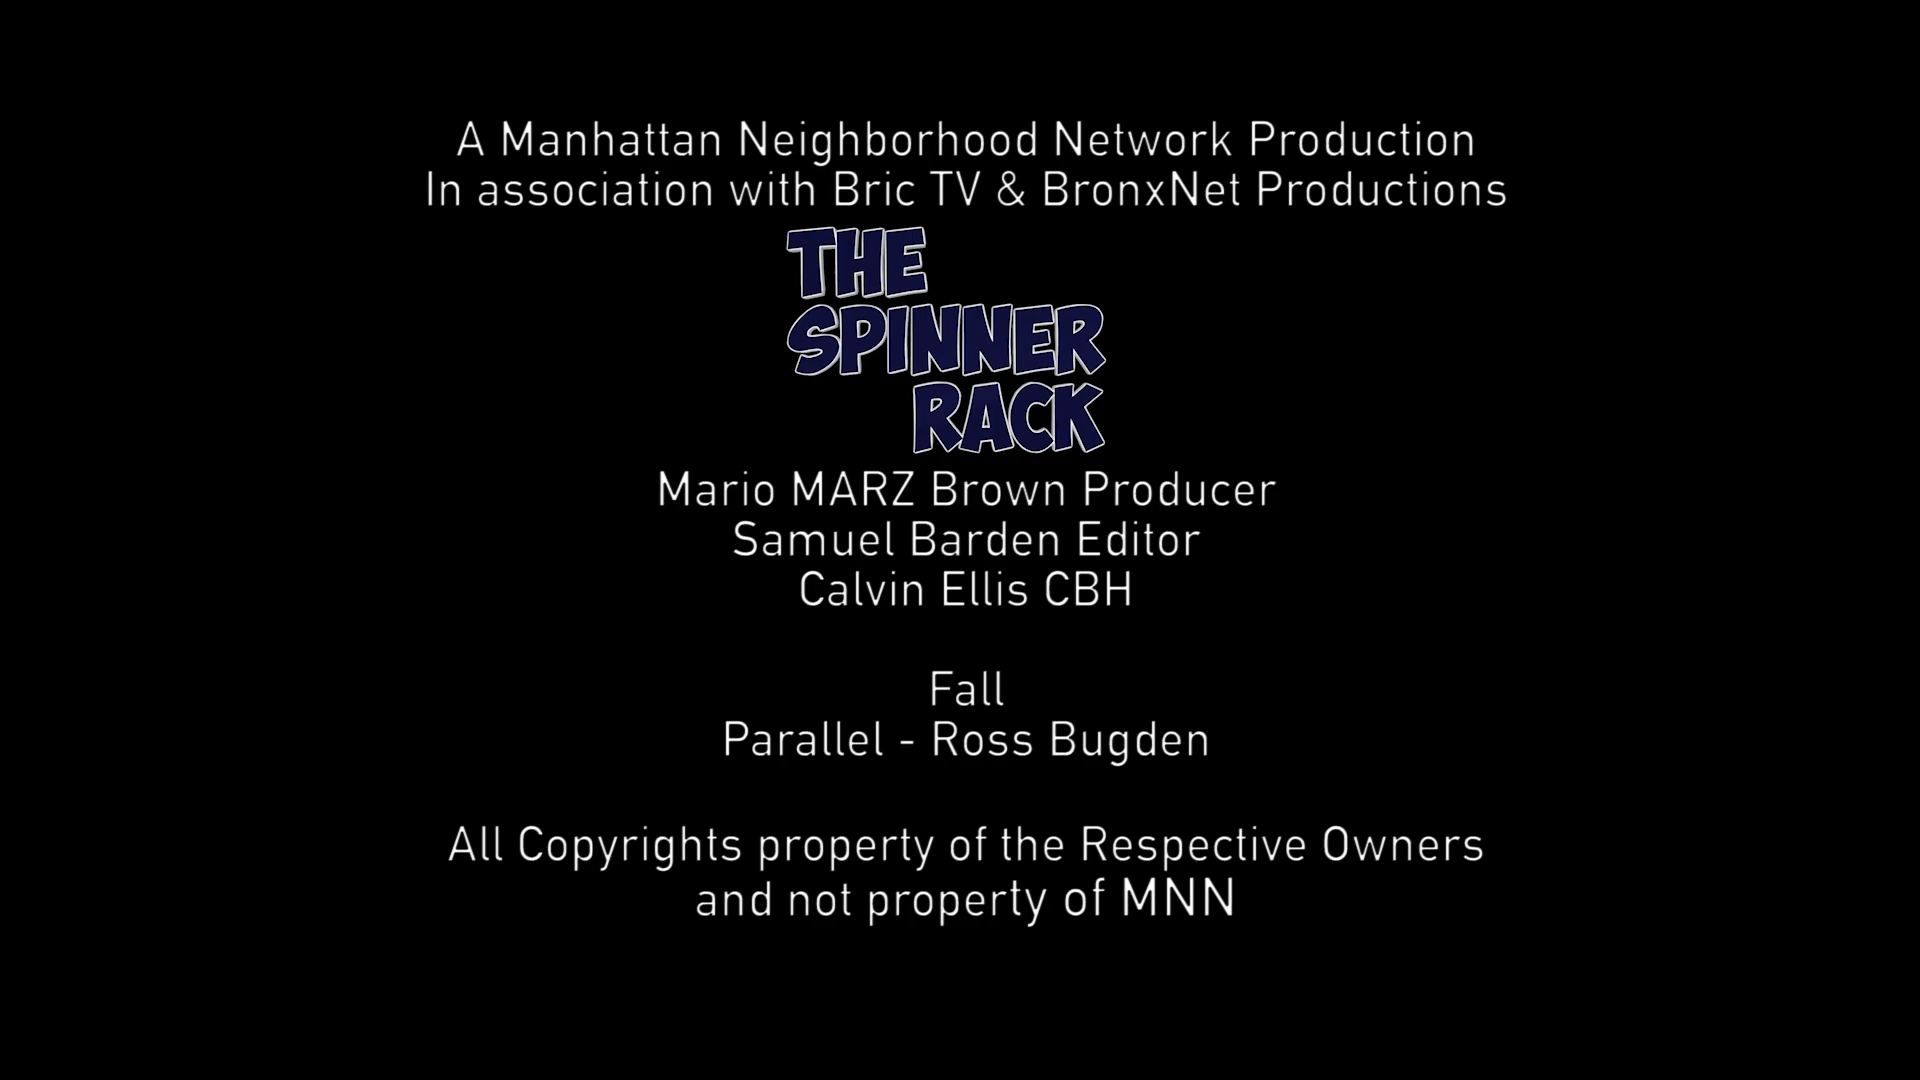 A Manhattan Neighborhood Network Production
In association with Bric TV & BronxNet Productions
THE
SPINNER
RACK
Mario MARZ Brown Producer
Samuel Barden Editor
Calvin Ellis CBH
Fall
Parallel - Ross Bugden
All Copyrights property of the Respective Owners
and not property of MNN